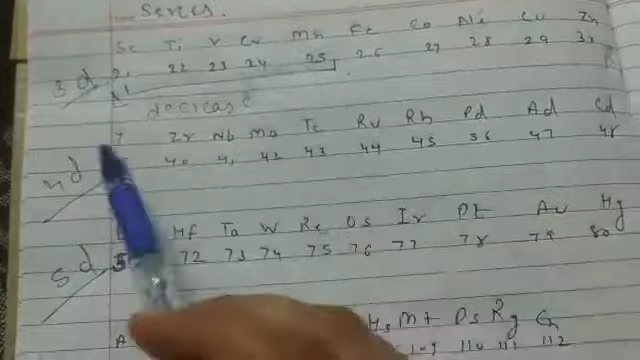 Series.
Sc Ti V Cr Mn Fe Co Ni Cu Zn
3d 21 22 23 24 25 26 27 28 29 30
decrease
Y Zr Nb Mo Tc Ru Rh Pd Ad Cd
4d 40 41 42 43 44 45 36 47 48
Hf Ta W Re Os Ir Pt Au Hg
5d 72 73 74 75 76 77 78 79 80
A Hs Mt Ds Rg Cn
109 110 111 112